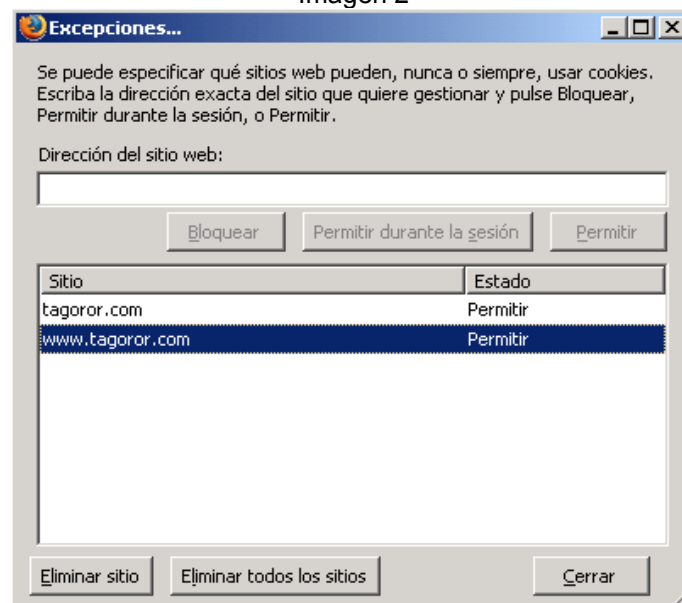 Imagen 2
Excepciones...
Se puede especificar qué sitios web pueden, nunca o siempre, usar cookies.
Escriba la dirección exacta del sitio que quiere gestionar y pulse Bloquear,
Permitir durante la sesión, o Permitir.
Dirección del sitio web:
Bloquear Permitir durante la sesión Permitir
Sitio Estado
tagoror.com Permitir
www.tagoror.com Permitir
Eliminar sitio Eliminar todos los sitios Cerrar